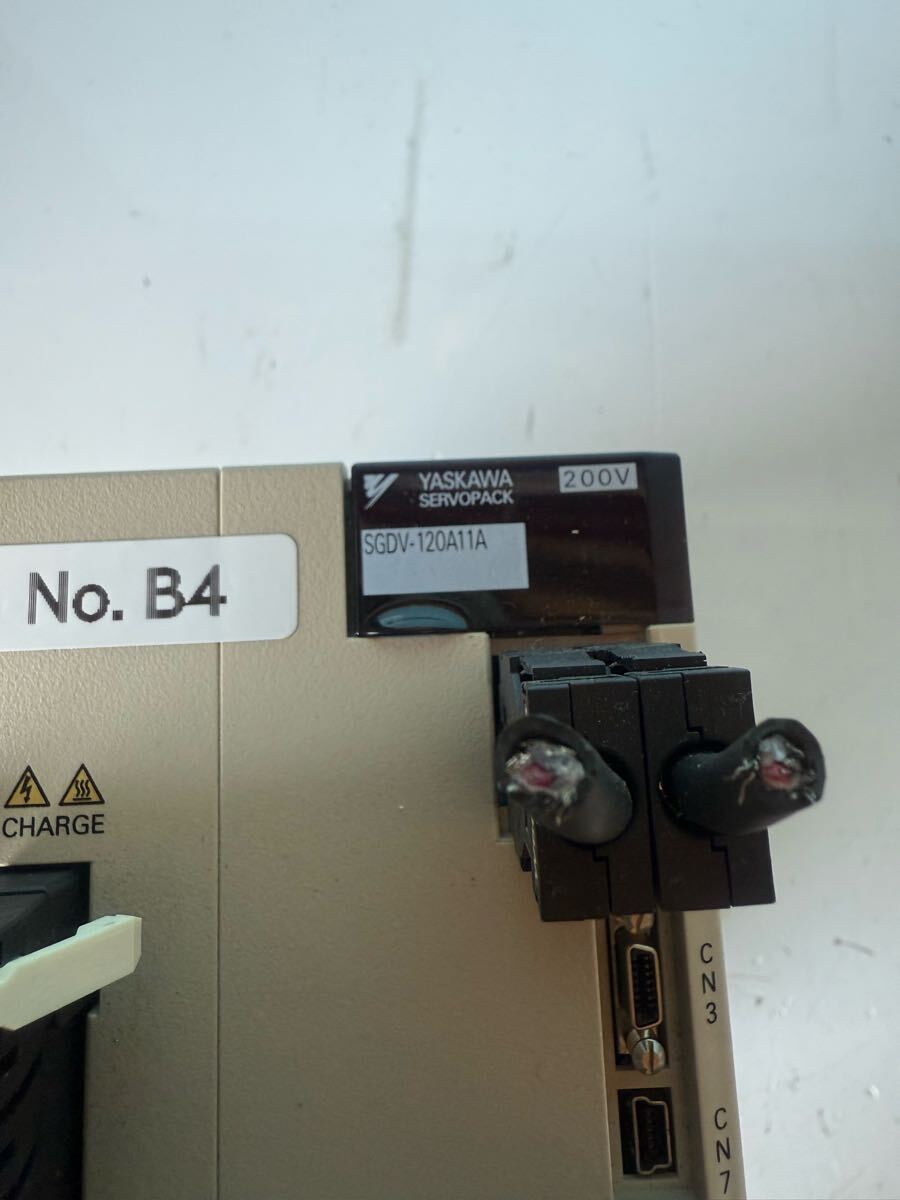 YASKAWA
SERVOPACK
200V
SGDV-120A11A
No. B4
CHARGE
CN3
CN7